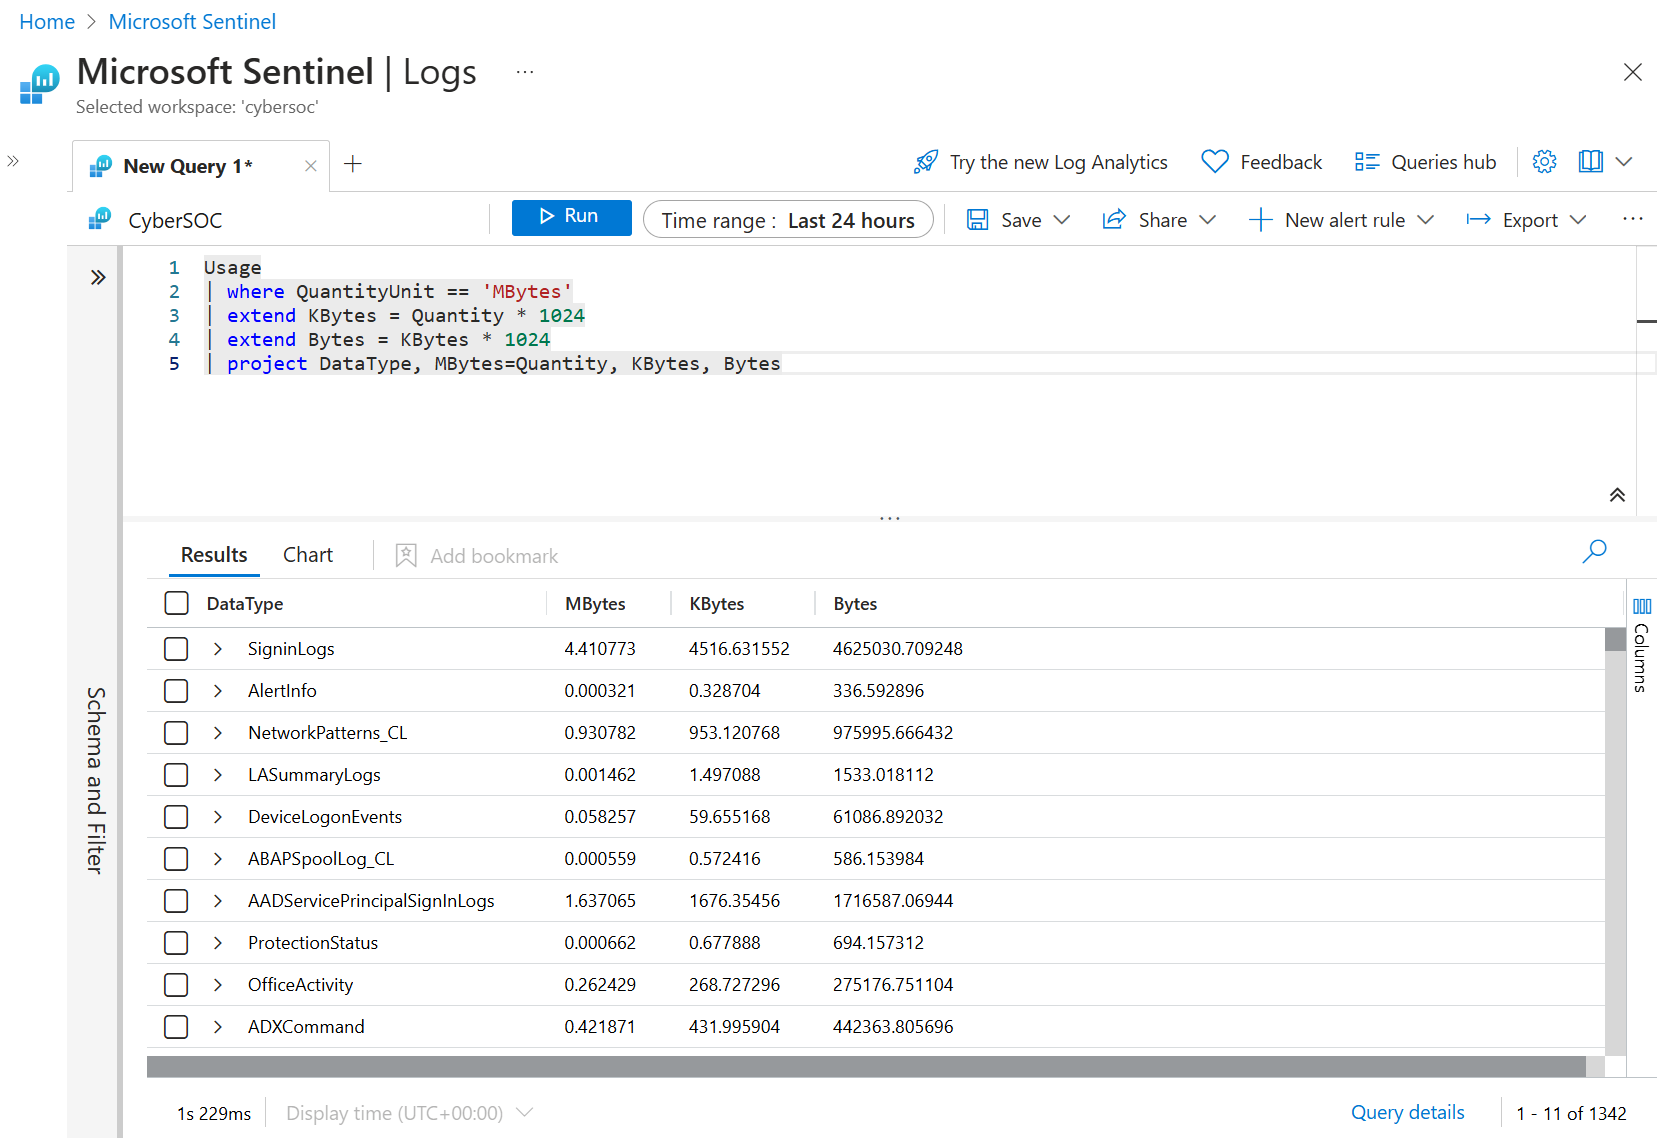 Home > Microsoft Sentinel
Microsoft Sentinel | Logs ...
Selected workspace: 'cybersoc'
New Query 1*
Try the new Log Analytics Feedback Queries hub
CyberSOC Run Time range : Last 24 hours Save Share New alert rule Export ...
1 Usage
2 | where QuantityUnit == 'MBytes'
3 | extend KBytes = Quantity * 1024
4 | extend Bytes = KBytes * 1024
5 | project DataType, MBytes=Quantity, KBytes, Bytes
Schema and Filter
Results Chart Add bookmark
DataType MBytes KBytes Bytes
SigninLogs 4.410773 4516.631552 4625030.709248
AlertInfo 0.000321 0.328704 336.592896
NetworkPatterns_CL 0.930782 953.120768 975995.666432
LASummaryLogs 0.001462 1.497088 1533.018112
DeviceLogonEvents 0.058257 59.655168 61086.892032
ABAPSpoolLog_CL 0.000559 0.572416 586.153984
AADServicePrincipalSignInLogs 1.637065 1676.35456 1716587.06944
ProtectionStatus 0.000662 0.677888 694.157312
OfficeActivity 0.262429 268.727296 275176.751104
ADXCommand 0.421871 431.995904 442363.805696
Columns
1s 229ms Display time (UTC+00:00) Query details 1 - 11 of 1342